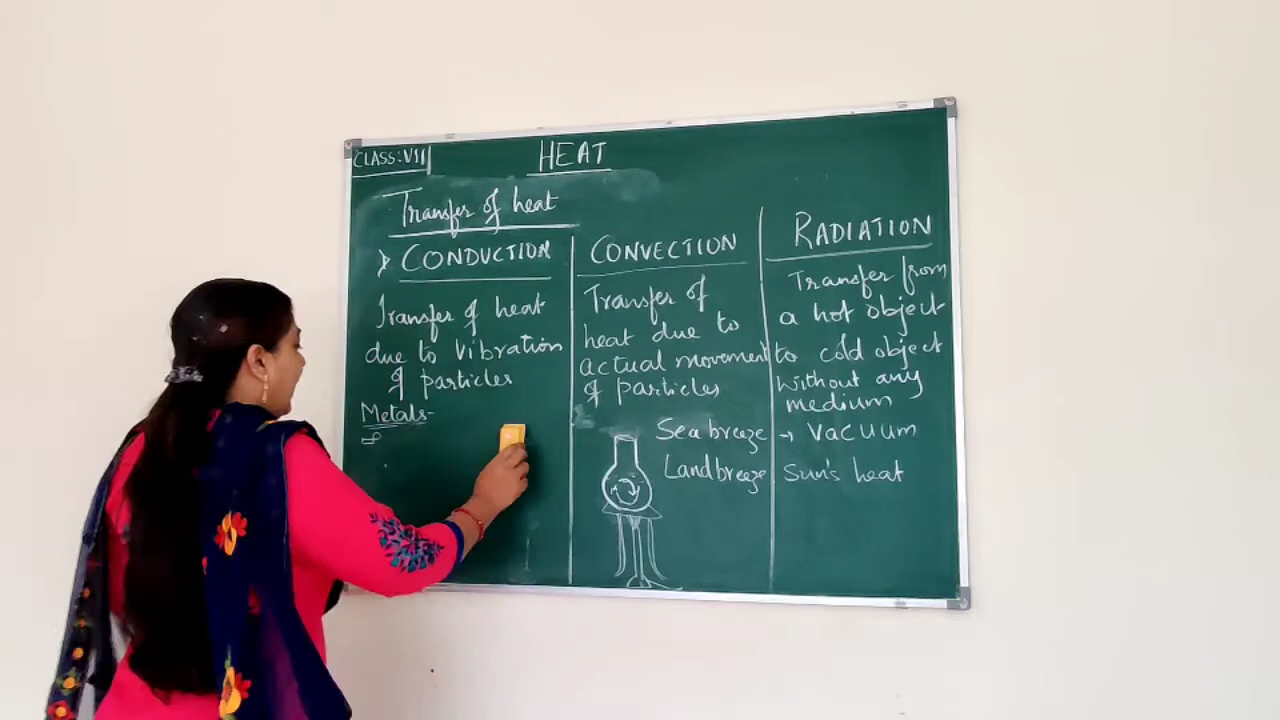 CLASS:VII
HEAT
Transfer of heat
CONDUCTION
Transfer of heat
due to vibration
of particles
Metals-
CONVECTION
Transfer of
heat due to
actual movement
of particles
Sea breeze
Landbreeze
RADIATION
Transfer from
a hot object
to cold object
Without any
medium
→ Vacuum
Sun's heat